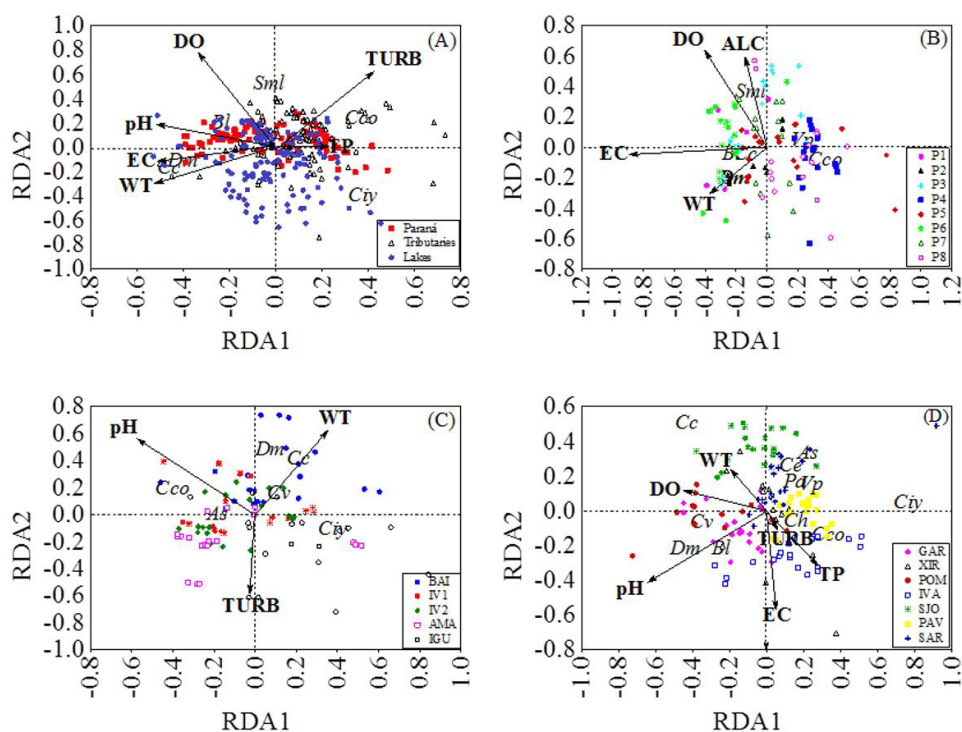 (A)
1.0
0.8
0.6
0.4
0.2
0.0
-0.2
-0.4
-0.6
-0.8
-1.0
RDA2
DO
TURB
Sml
Cco
pH
Bl
TP
EC
Dm
Cc
WT
Ciy
Paraná
Tributaries
Lakes
-0.8
-0.6
-0.4
-0.2
0.0
0.2
0.4
0.6
0.8
RDA1
(B)
0.8
0.6
0.4
0.2
0.0
-0.2
-0.4
-0.6
-0.8
RDA2
DO
ALC
Sml
Vp
EC
Cco
Dm
WT
P1
P2
P3
P4
P5
P6
P7
P8
-1.2
-1.0
-0.8
-0.6
-0.4
-0.2
0.0
0.2
0.4
0.6
0.8
1.0
1.2
RDA1
(C)
0.8
0.6
0.4
0.2
0.0
-0.2
-0.4
-0.6
-0.8
-1.0
RDA2
pH
WT
Dm
Cc
Cco
Cv
As
Ciy
TURB
BAI
IV1
IV2
AMA
IGU
-0.8
-0.6
-0.4
-0.2
0.0
0.2
0.4
0.6
0.8
1.0
RDA1
(D)
0.8
0.6
0.4
0.2
0.0
-0.2
-0.4
-0.6
-0.8
RDA2
Cc
As
WT
Ce
Pa
Vp
DO
Ciy
Cv
Ch
TURB
Cco
Dm
Bl
TP
pH
EC
GAR
XIR
POM
IVA
SJO
PAV
SAR
-1.0
-0.8
-0.6
-0.4
-0.2
0.0
0.2
0.4
0.6
0.8
1.0
RDA1